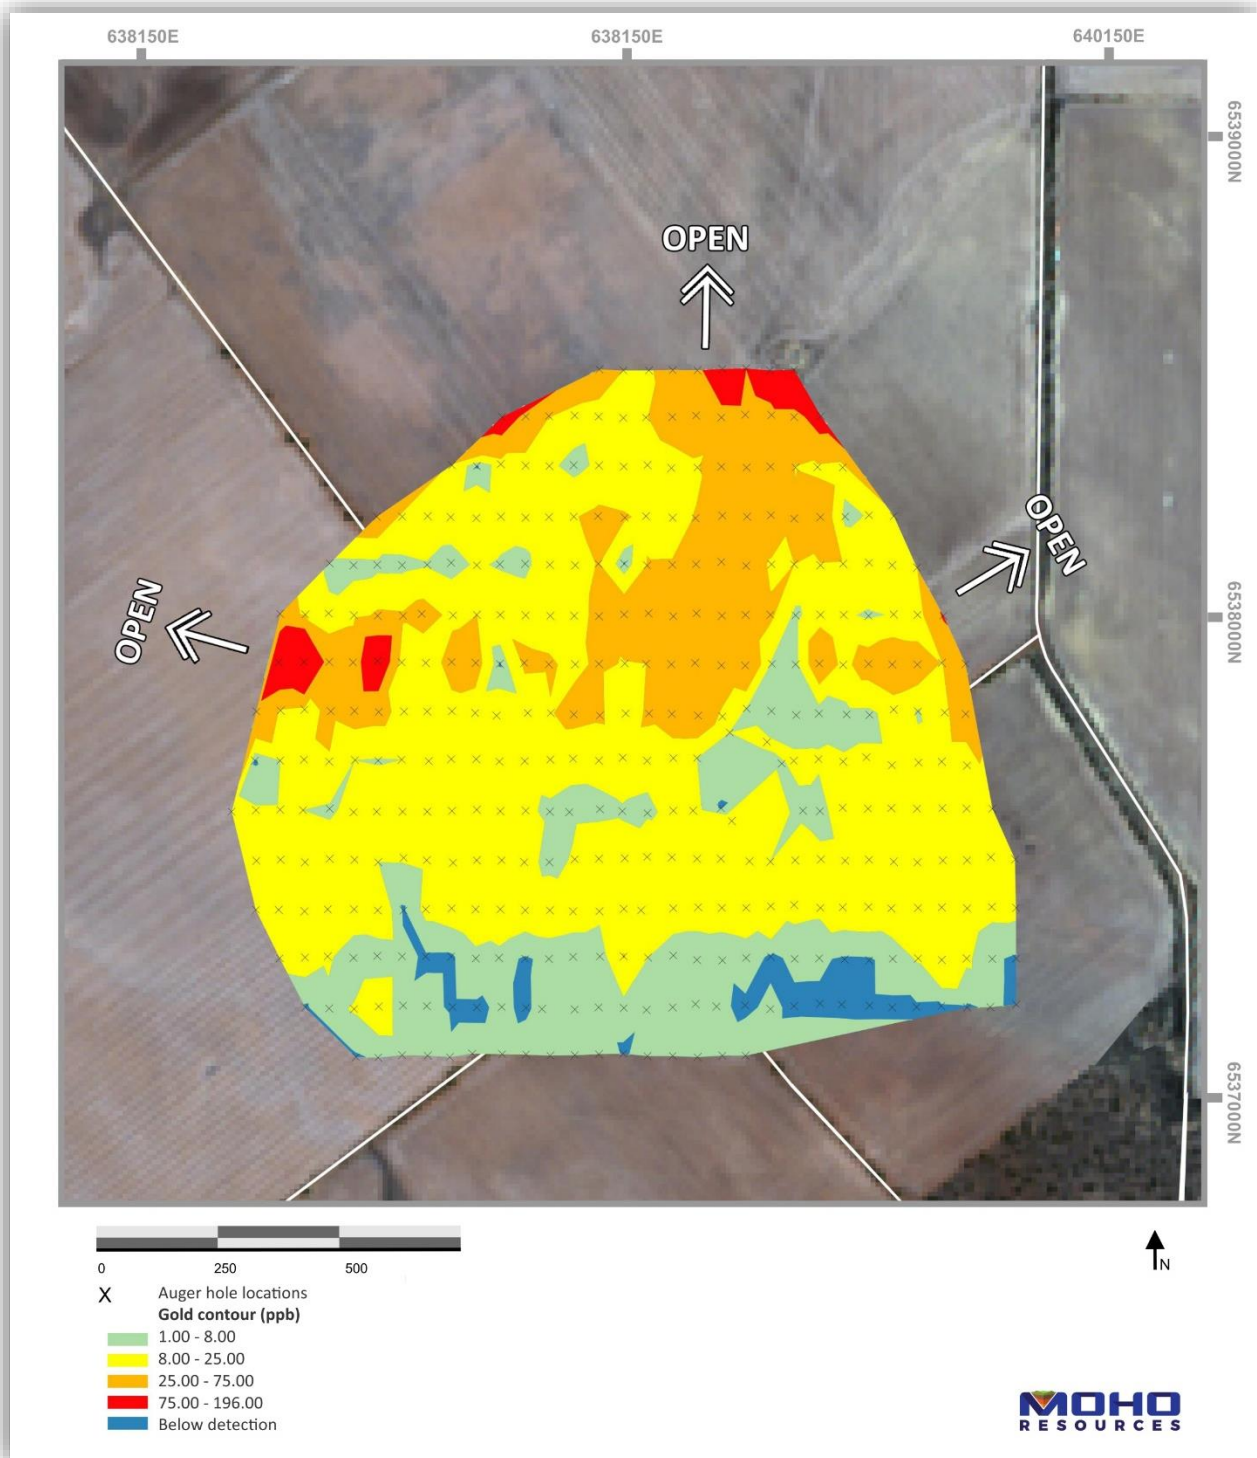 638150E 638150E 640150E
6539000N
OPEN
OPEN
OPEN
6538000N
6537000N
0 250 500
N
X Auger hole locations
Gold contour (ppb)
1.00 - 8.00
8.00 - 25.00
25.00 - 75.00
75.00 - 196.00
Below detection
MOHO
RESOURCES